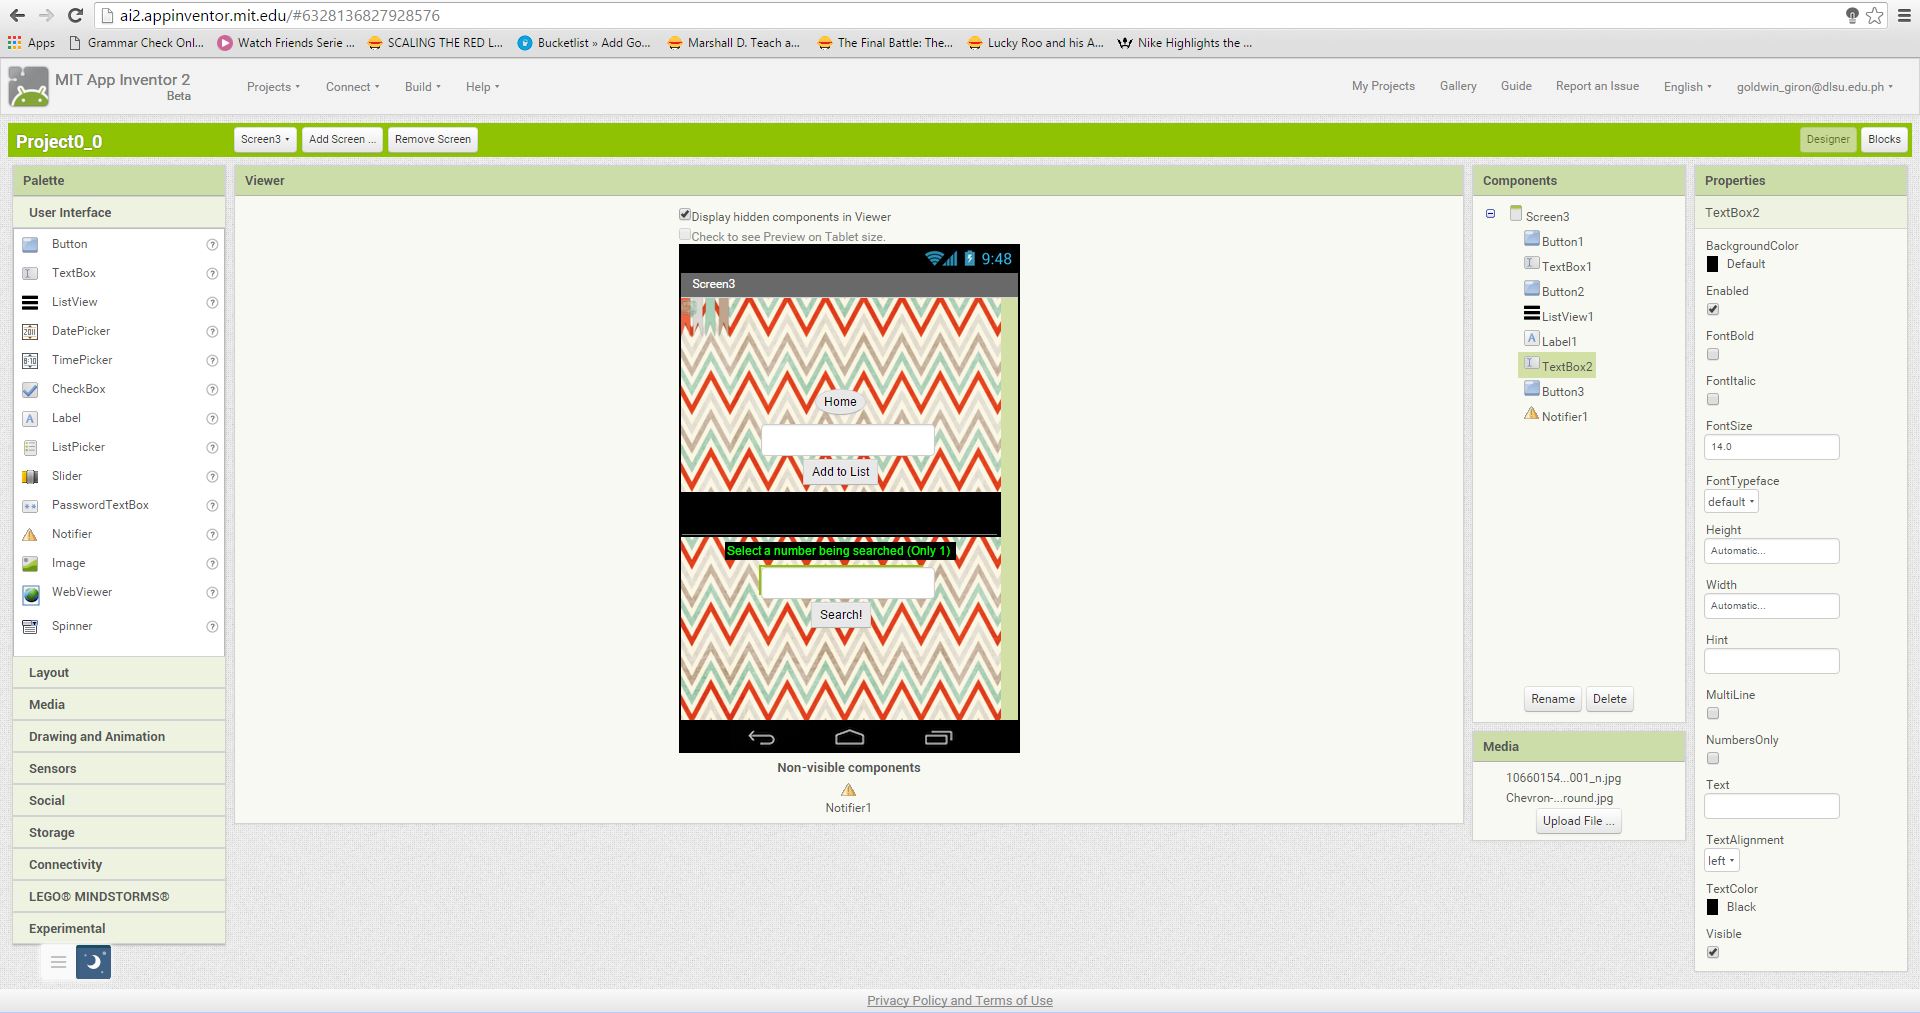 ai2.appinventor.mit.edu/#6328136827928576
Apps Grammar Check Onl... Watch Friends Serie ... SCALING THE RED L... Bucketlist » Add Go... Marshall D. Teach a... The Final Battle: The... Lucky Roo and his A... Nike Highlights the ...
MIT App Inventor 2
Beta
Projects Connect Build Help
My Projects Gallery Guide Report an Issue English goldwin_giron@dlsu.edu.ph
Project0_0
Screen3 Add Screen ... Remove Screen
Designer Blocks
Palette
User Interface
Button ?
TextBox ?
ListView ?
DatePicker ?
TimePicker ?
CheckBox ?
Label ?
ListPicker ?
Slider ?
PasswordTextBox ?
Notifier ?
Image ?
WebViewer ?
Spinner ?
Layout
Media
Drawing and Animation
Sensors
Social
Storage
Connectivity
LEGO® MINDSTORMS®
Experimental
Viewer
Display hidden components in Viewer
Check to see Preview on Tablet size.
9:48
Screen3
Home
Add to List
Select a number being searched (Only 1)
Search!
Non-visible components
Notifier1
Components
Screen3
Button1
TextBox1
Button2
ListView1
Label1
TextBox2
Button3
Notifier1
Rename Delete
Media
10660154...001_n.jpg
Chevron-...round.jpg
Upload File ...
Properties
TextBox2
BackgroundColor
Default
Enabled
FontBold
FontItalic
FontSize
14.0
FontTypeface
default
Height
Automatic...
Width
Automatic...
Hint
MultiLine
NumbersOnly
Text
TextAlignment
left
TextColor
Black
Visible
Privacy Policy and Terms of Use